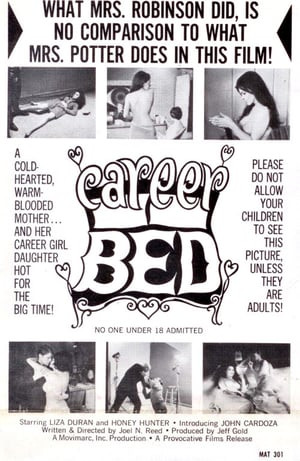 WHAT MRS. ROBINSON DID, IS
NO COMPARISON TO WHAT
MRS. POTTER DOES IN THIS FILM!
A
COLD-
HEARTED,
WARM-
BLOODED
MOTHER...
AND HER
CAREER GIRL
DAUGHTER
HOT
FOR
THE
BIG TIME!
career
BED
PLEASE
DO NOT
ALLOW
YOUR
CHILDREN
TO SEE
THIS
PICTURE,
UNLESS
THEY
ARE
ADULTS!
NO ONE UNDER 18 ADMITTED
Starring LIZA DURAN and HONEY HUNTER • Introducing JOHN CARDOZA
Written & Directed by Joel N. Reed • Produced by Jeff Gold
A Movimarc, Inc. Production • A Provocative Films Release
MAT 301